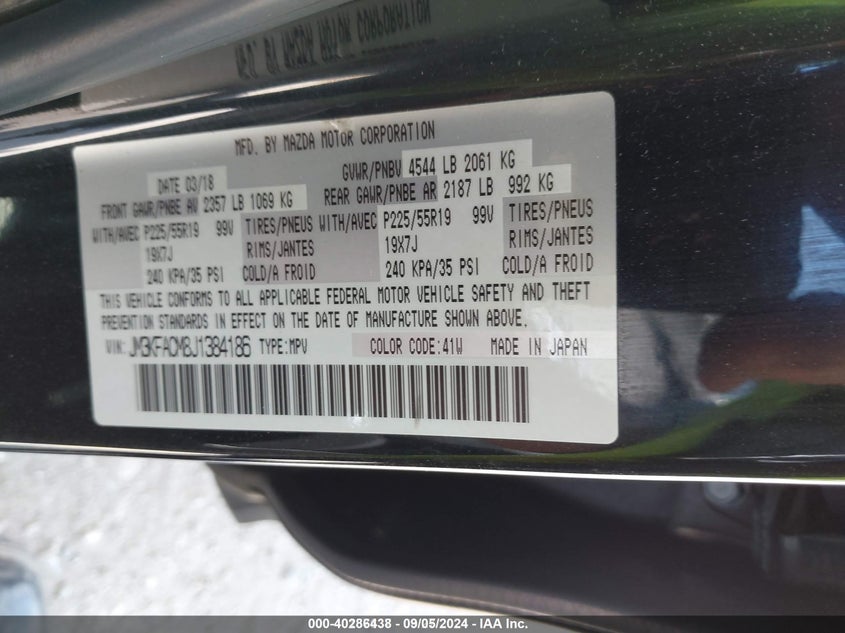 MFD. BY MAZDA MOTOR CORPORATION
DATE 03/18 GVWR/PNBV 4544 LB 2061 KG
FRONT GAWR/PNBE AV 2357 LB 1069 KG REAR GAWR/PNBE AR 2187 LB 992 KG
WITH/AVEC P225/55R19 99V TIRES/PNEUS WITH/AVEC P225/55R19 99V TIRES/PNEUS
19X7J RIMS/JANTES 19X7J RIMS/JANTES
240 KPA/35 PSI COLD/A FROID 240 KPA/35 PSI COLD/A FROID
THIS VEHICLE CONFORMS TO ALL APPLICABLE FEDERAL MOTOR VEHICLE SAFETY AND THEFT
PREVENTION STANDARDS IN EFFECT ON THE DATE OF MANUFACTURE SHOWN ABOVE.
VIN: JM3KFACM8J1384186 TYPE:MPV COLOR CODE:41W MADE IN JAPAN
000-40286438 - 09/05/2024 - IAA Inc.